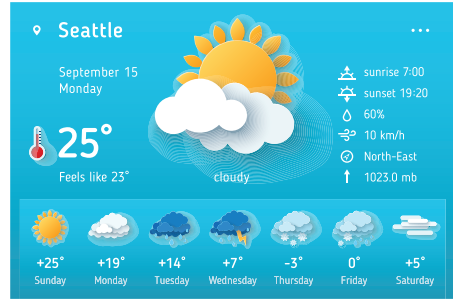 Seattle
September 15
Monday
25°
Feels like 23°
cloudy
sunrise 7:00
sunset 19:20
60%
10 km/h
North-East
1023.0 mb
+25° +19° +14° +7° -3° 0° +5°
Sunday Monday Tuesday Wednesday Thursday Friday Saturday